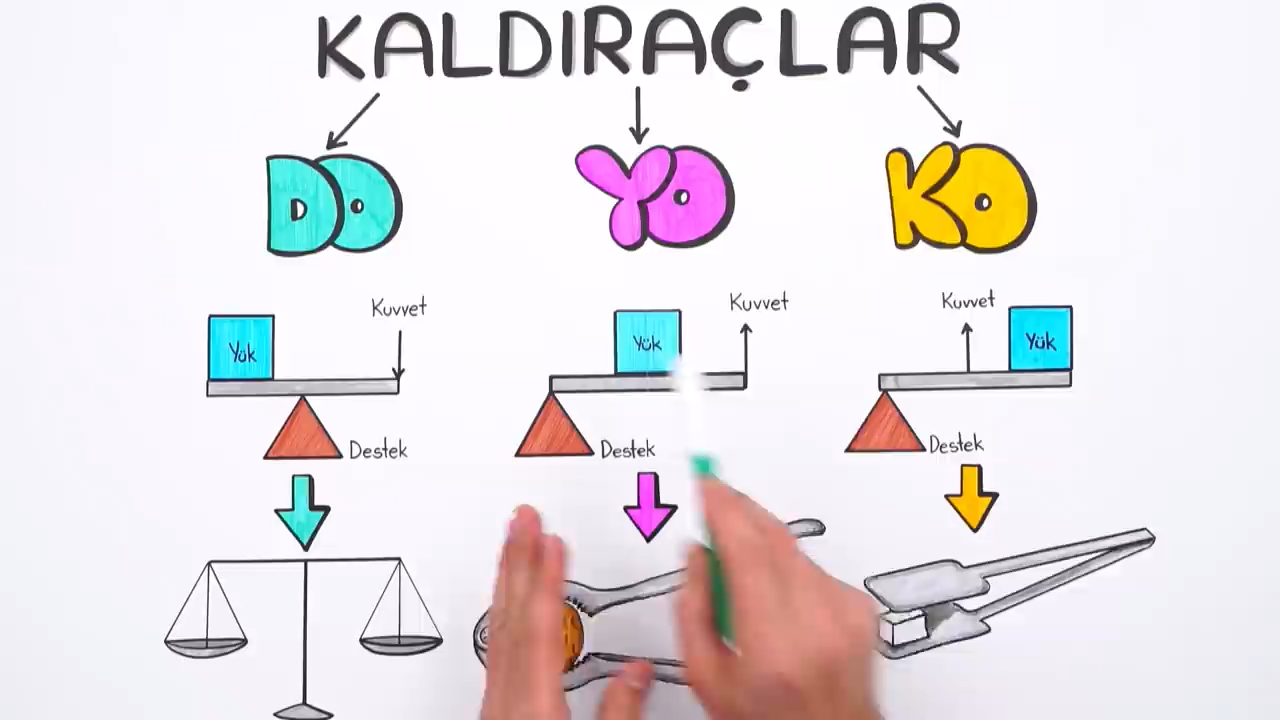 KALDIRAÇLAR
DO YO KO
Kuvvet Kuvvet Kuvvet
Yük Yük Yük
Destek Destek Destek